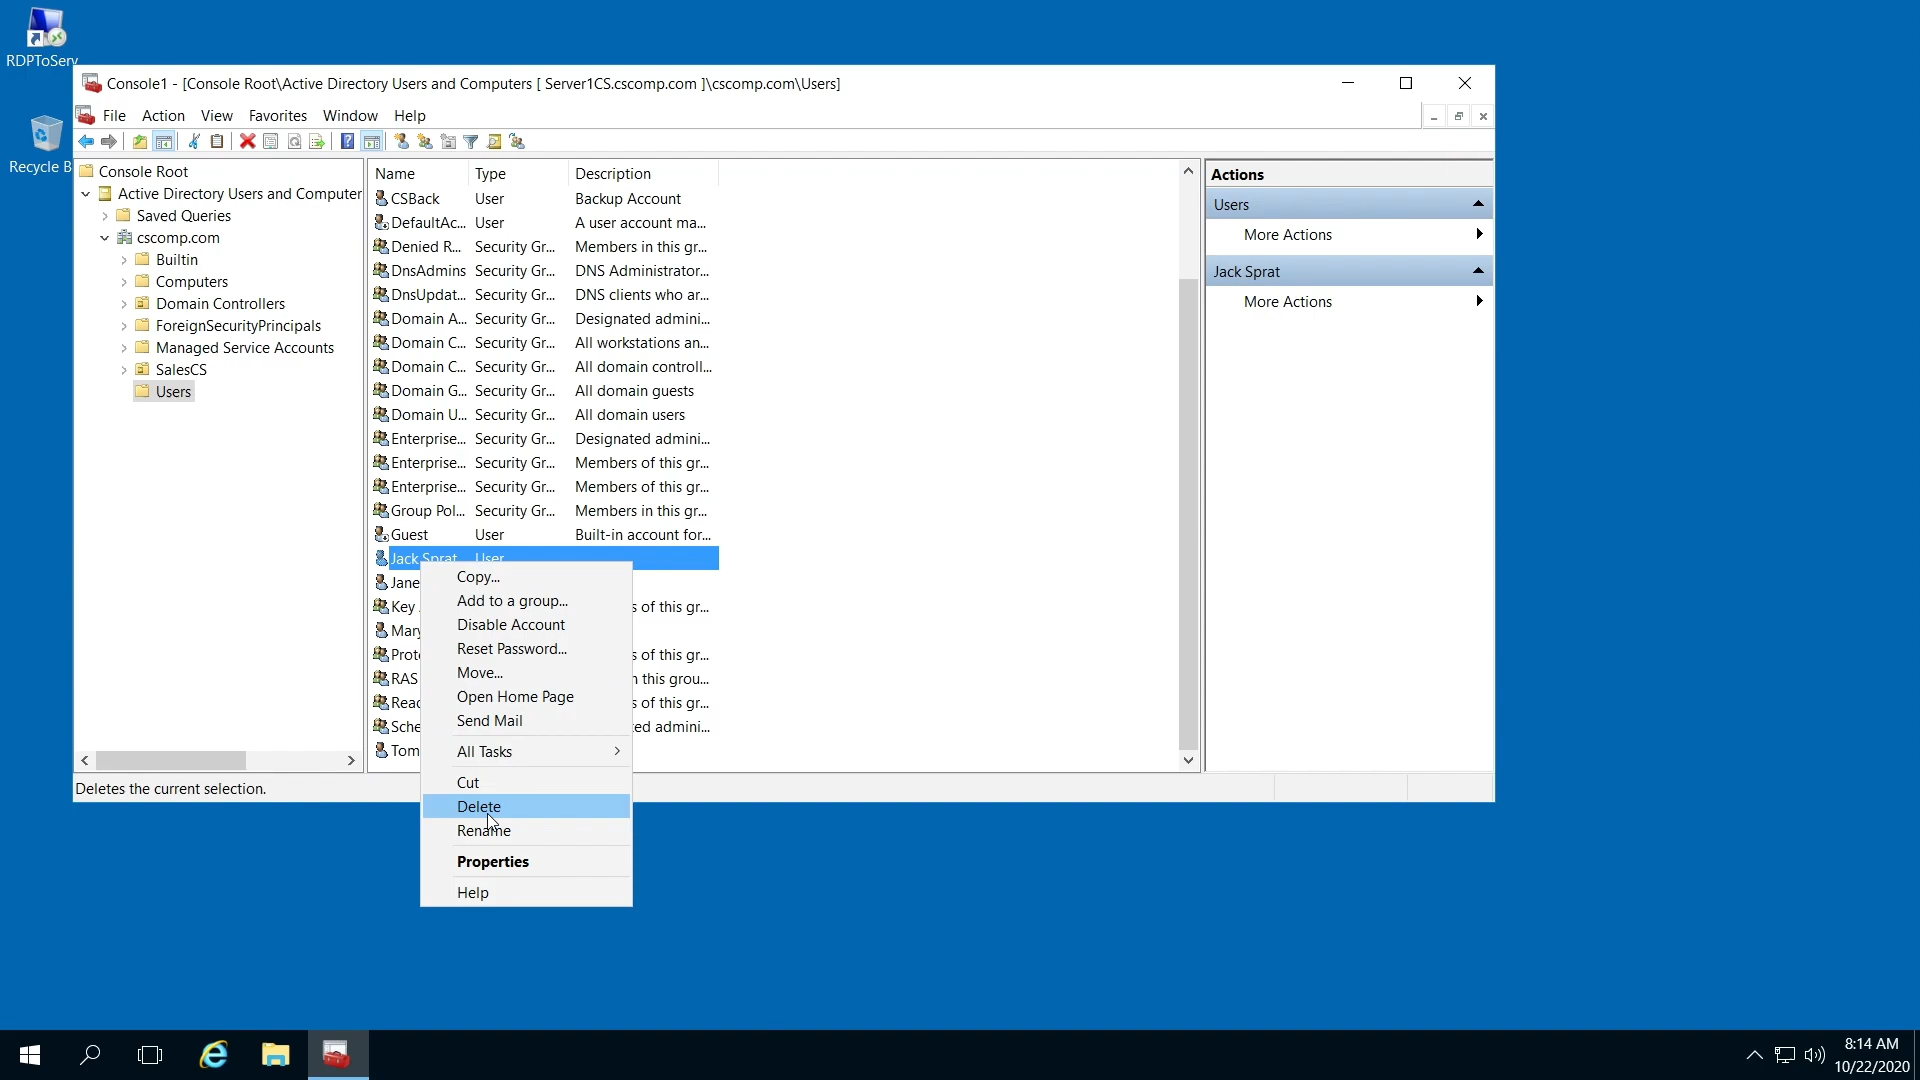 RDPToServ
Recycle B
Console1 - [Console Root\Active Directory Users and Computers [ Server1CS.cscomp.com ]\cscomp.com\Users]
File Action View Favorites Window Help
Console Root
Active Directory Users and Computer
Saved Queries
cscomp.com
Builtin
Computers
Domain Controllers
ForeignSecurityPrincipals
Managed Service Accounts
SalesCS
Users
Name Type Description
CSBack User Backup Account
DefaultAc... User A user account ma...
Denied R... Security Gr... Members in this gr...
DnsAdmins Security Gr... DNS Administrator...
DnsUpdat... Security Gr... DNS clients who ar...
Domain A... Security Gr... Designated admini...
Domain C... Security Gr... All workstations an...
Domain C... Security Gr... All domain controll...
Domain G... Security Gr... All domain guests
Domain U... Security Gr... All domain users
Enterprise... Security Gr... Designated admini...
Enterprise... Security Gr... Members of this gr...
Enterprise... Security Gr... Members of this gr...
Group Pol... Security Gr... Members in this gr...
Guest User Built-in account for...
Jack Sprat User
Jane
Key s of this gr...
Mary
Prote s of this gr...
RAS n this grou...
Read s of this gr...
Sche ed admini...
Tom
Copy...
Add to a group...
Disable Account
Reset Password...
Move...
Open Home Page
Send Mail
All Tasks
Cut
Delete
Rename
Properties
Help
Actions
Users
More Actions
Jack Sprat
More Actions
Deletes the current selection.
8:14 AM
10/22/2020